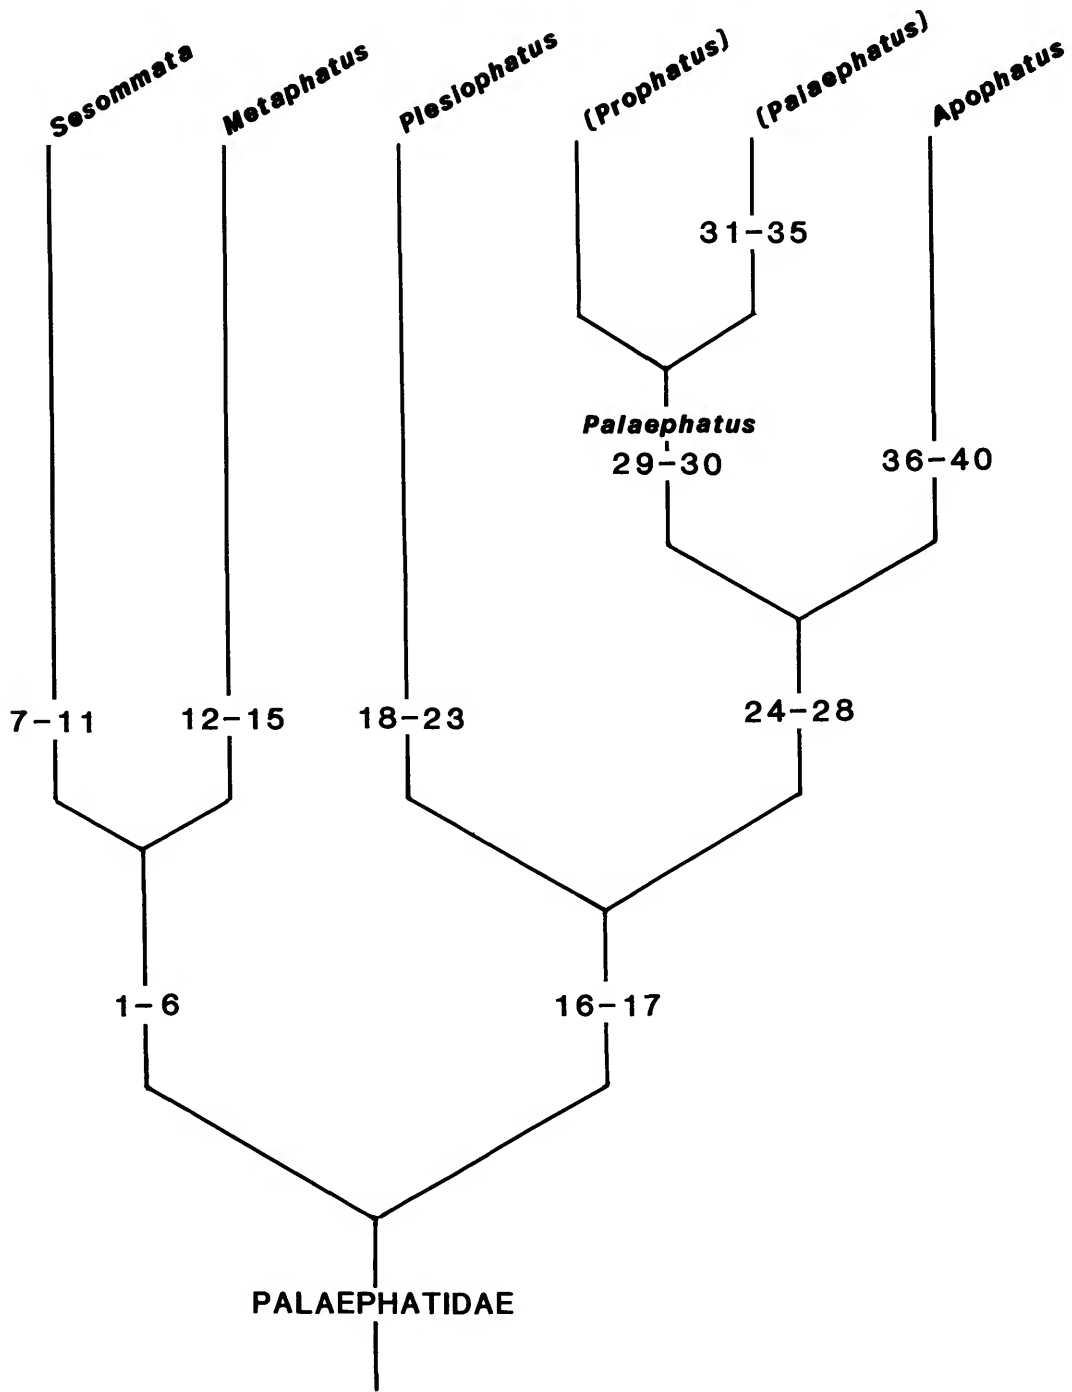 Sesommata
Metaphatus
Plesiophatus
(Prophatus)
(Palaephatus)
Apophatus
31-35
Palaephatus
29-30
36-40
7-11
12-15
18-23
24-28
1-6
16-17
PALAEPHATIDAE